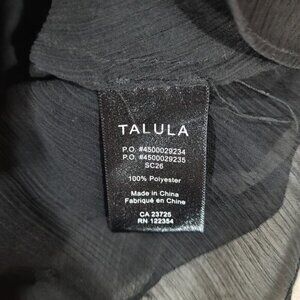 TALULA
P.O. #4500029234
P.O. #4500029235
SC26
100% Polyester
Made in China
Fabriqué en Chine
CA 23725
RN 122354